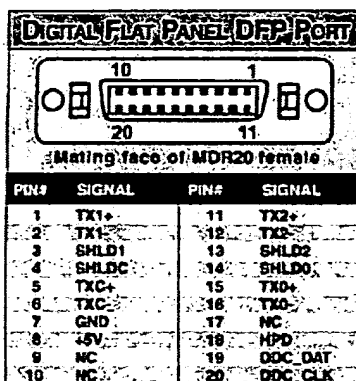 DIGITAL FLAT PANEL DFP PORT
10 1
20 11
Mating face of MDR20 female
PIN# SIGNAL PIN# SIGNAL
1 TX1+ 11 TX2+
2 TX1- 12 TX2-
3 SHLD1 13 SHLD2
4 SHLDC 14 SHLD0
5 TXC+ 15 TX0+
6 TXC- 16 TX0-
7 GND 17 NC
8 +5V 18 HPD
9 NC 19 DDC_DAT
10 NC 20 DDC_CLK